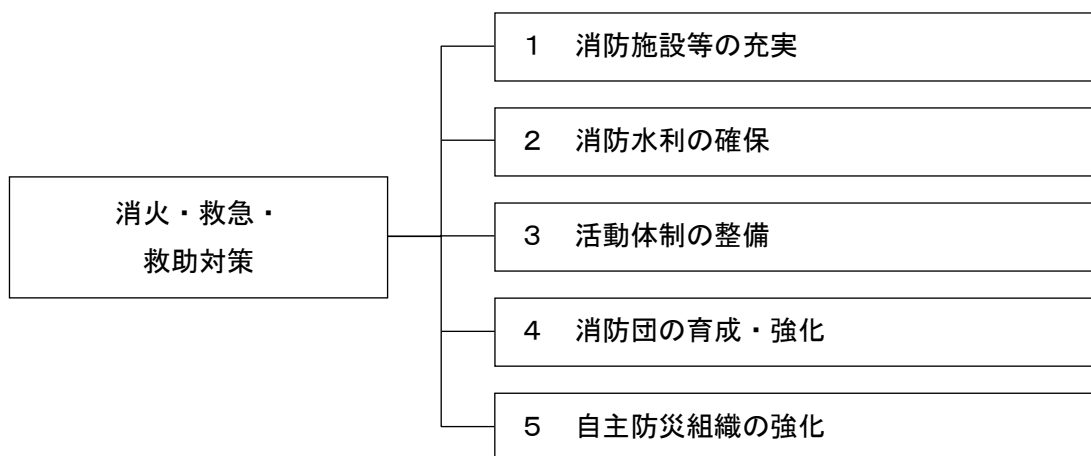 消火・救急・
救助対策
１　消防施設等の充実
２　消防水利の確保
３　活動体制の整備
４　消防団の育成・強化
５　自主防災組織の強化